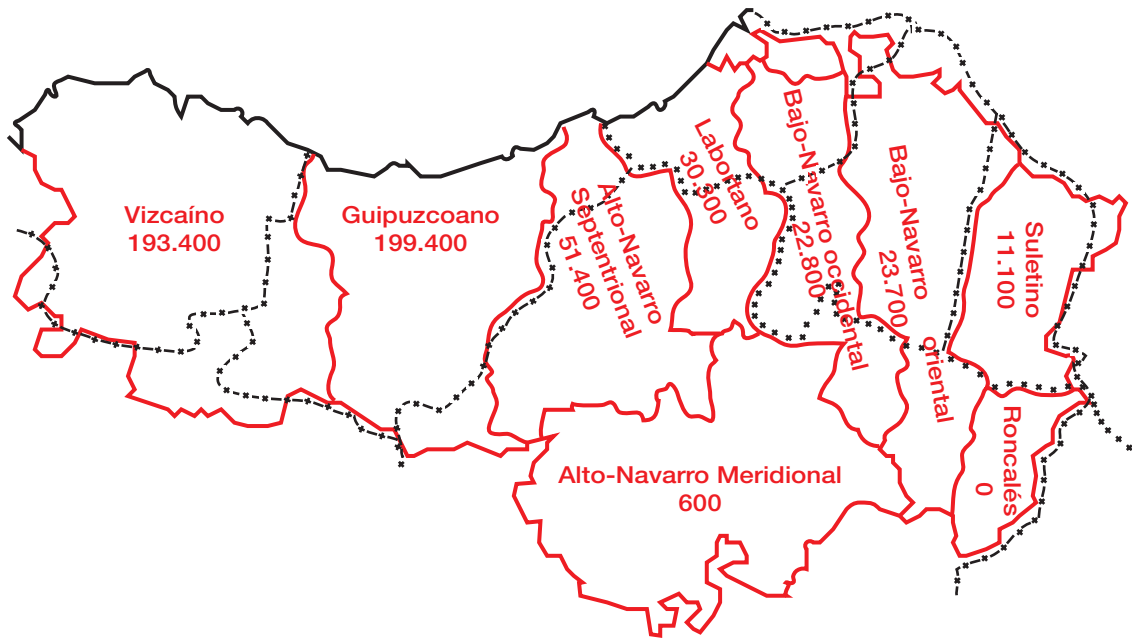 Vizcaíno
193.400
Guipuzcoano
199.400
Alto-Navarro
Septentrional
51.400
Labortano
30.300
Bajo-Navarro occidental
22.800
Bajo-Navarro oriental
23.700
Suletino
11.100
Roncalés
0
Alto-Navarro Meridional
600